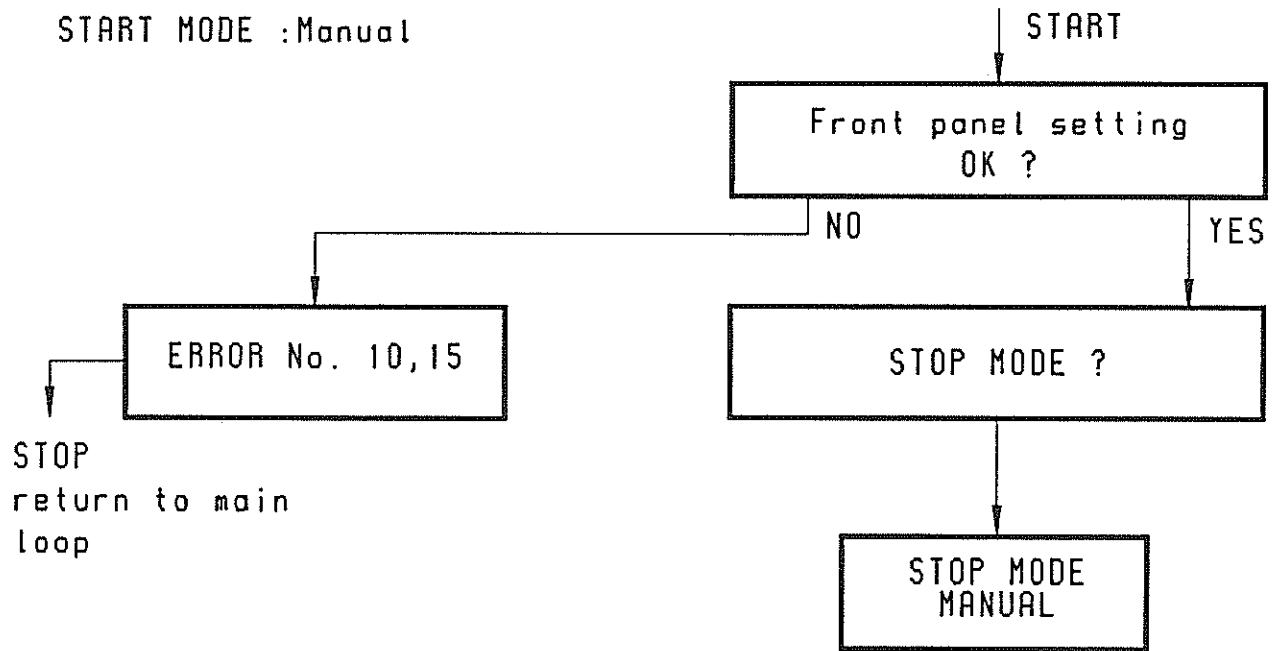 START MODE :Manual
START
Front panel setting
OK ?
NO
YES
ERROR No. 10,15
STOP MODE ?
STOP
return to main
loop
STOP MODE
MANUAL